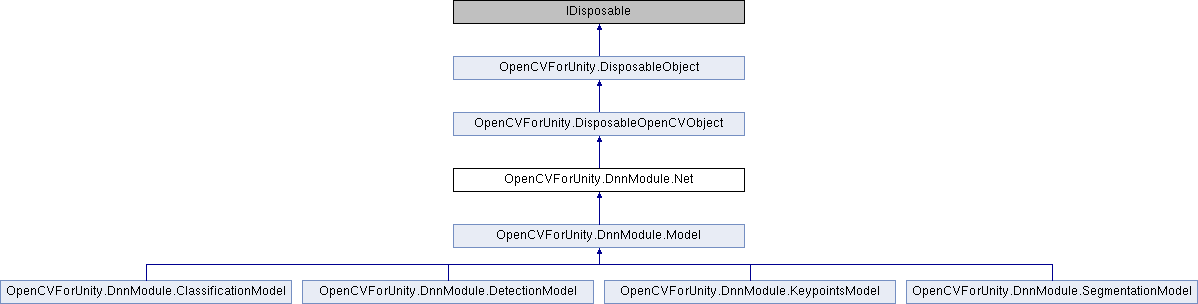 IDisposable
OpenCVForUnity.DisposableObject
OpenCVForUnity.DisposableOpenCVObject
OpenCVForUnity.DnnModule.Net
OpenCVForUnity.DnnModule.Model
OpenCVForUnity.DnnModule.ClassificationModel
OpenCVForUnity.DnnModule.DetectionModel
OpenCVForUnity.DnnModule.KeypointsModel
OpenCVForUnity.DnnModule.SegmentationModel